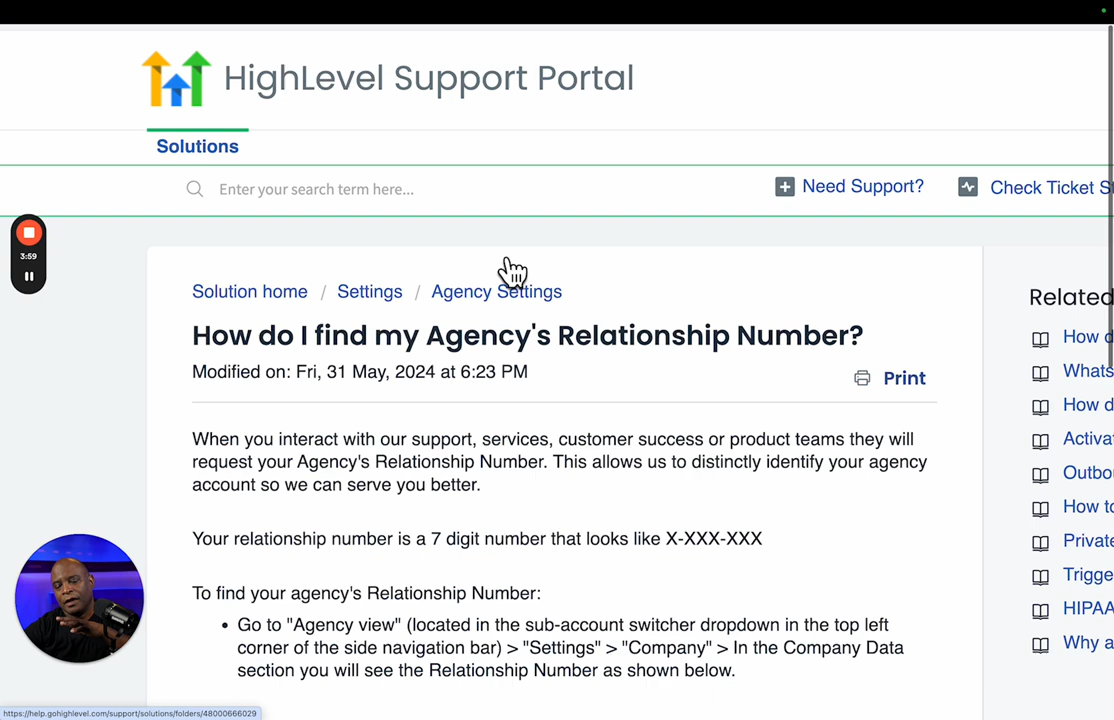 HighLevel Support Portal
Solutions
Enter your search term here...
Need Support?
Check Ticket S
3:59
Solution home / Settings / Agency Settings
How do I find my Agency's Relationship Number?
Modified on: Fri, 31 May, 2024 at 6:23 PM
Print
When you interact with our support, services, customer success or product teams they will
request your Agency's Relationship Number. This allows us to distinctly identify your agency
account so we can serve you better.
Your relationship number is a 7 digit number that looks like X-XXX-XXX
To find your agency's Relationship Number:
• Go to "Agency view" (located in the sub-account switcher dropdown in the top left
corner of the side navigation bar) > "Settings" > "Company" > In the Company Data
section you will see the Relationship Number as shown below.
Related
How d
Whats
How d
Activa
Outbo
How to
Private
Trigge
HIPAA
Why a
https://help.gohighlevel.com/support/solutions/folders/48000666029